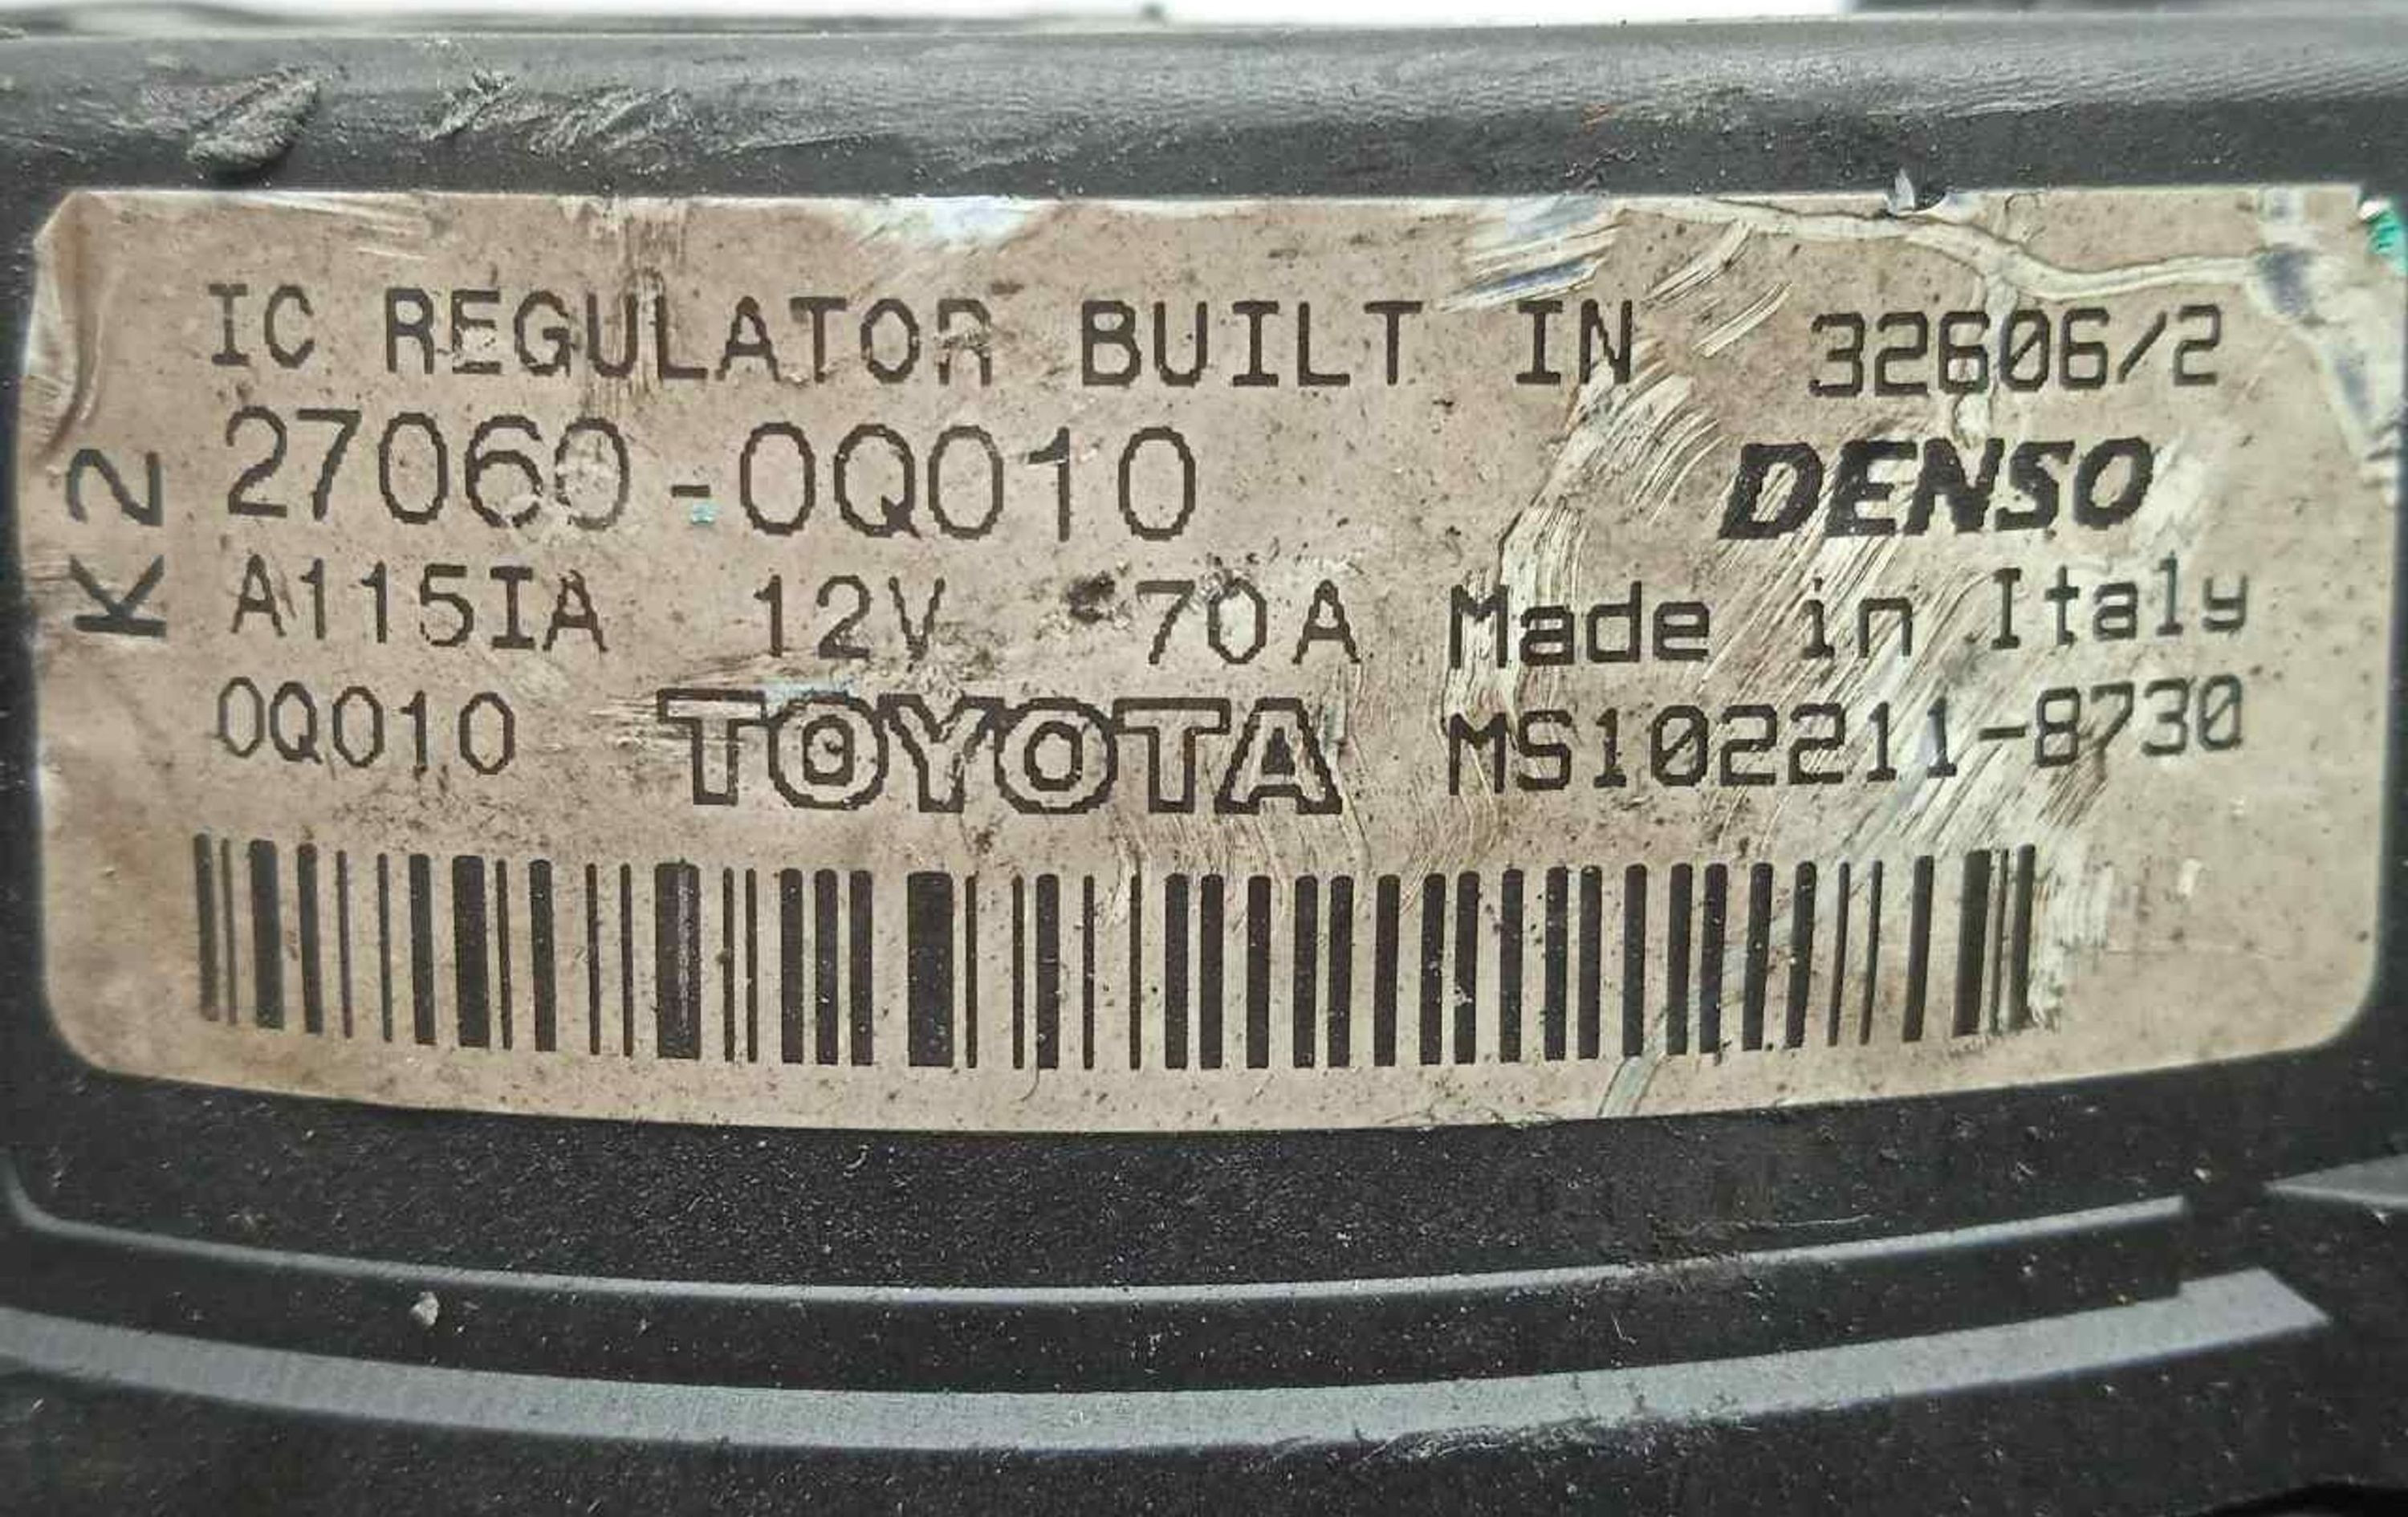 IC REGULATOR BUILT IN 32606/2
K2
27060-0Q010 DENSO
A115IA 12V 70A Made in Italy
0Q010 TOYOTA MS102211-8730